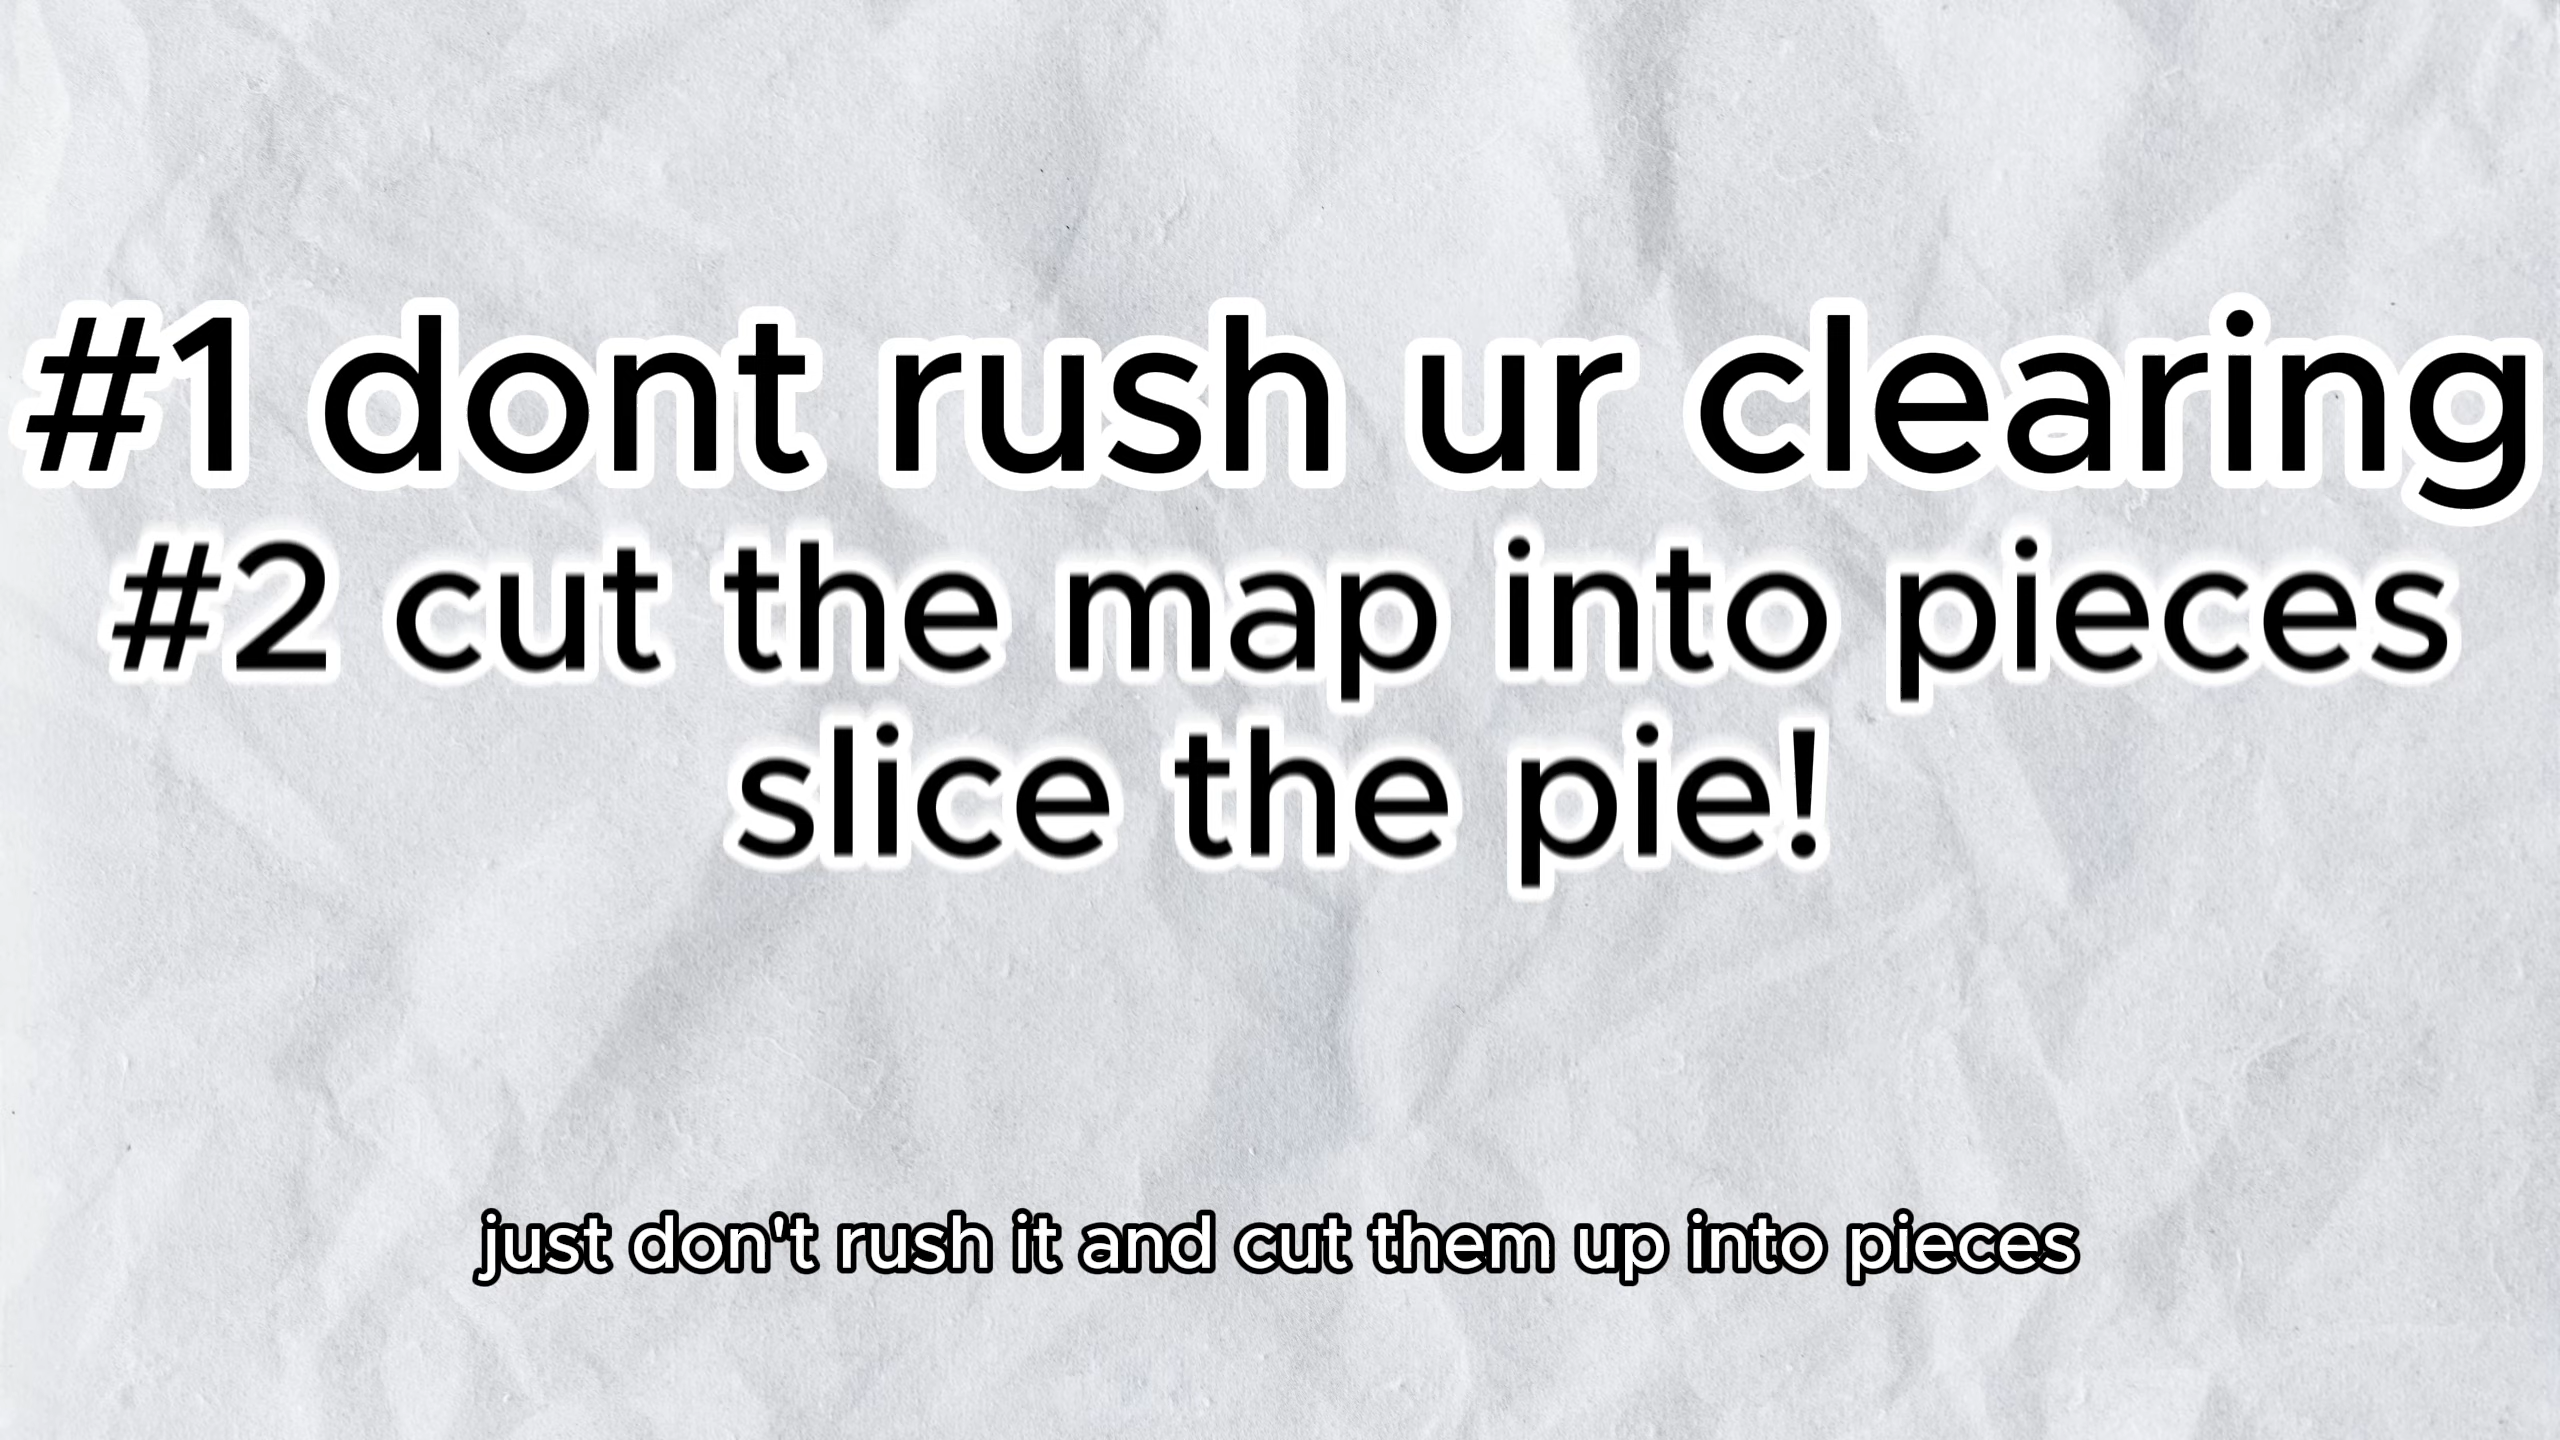 #1 dont rush ur clearing
#2 cut the map into pieces
slice the pie!
just don't rush it and cut them up into pieces